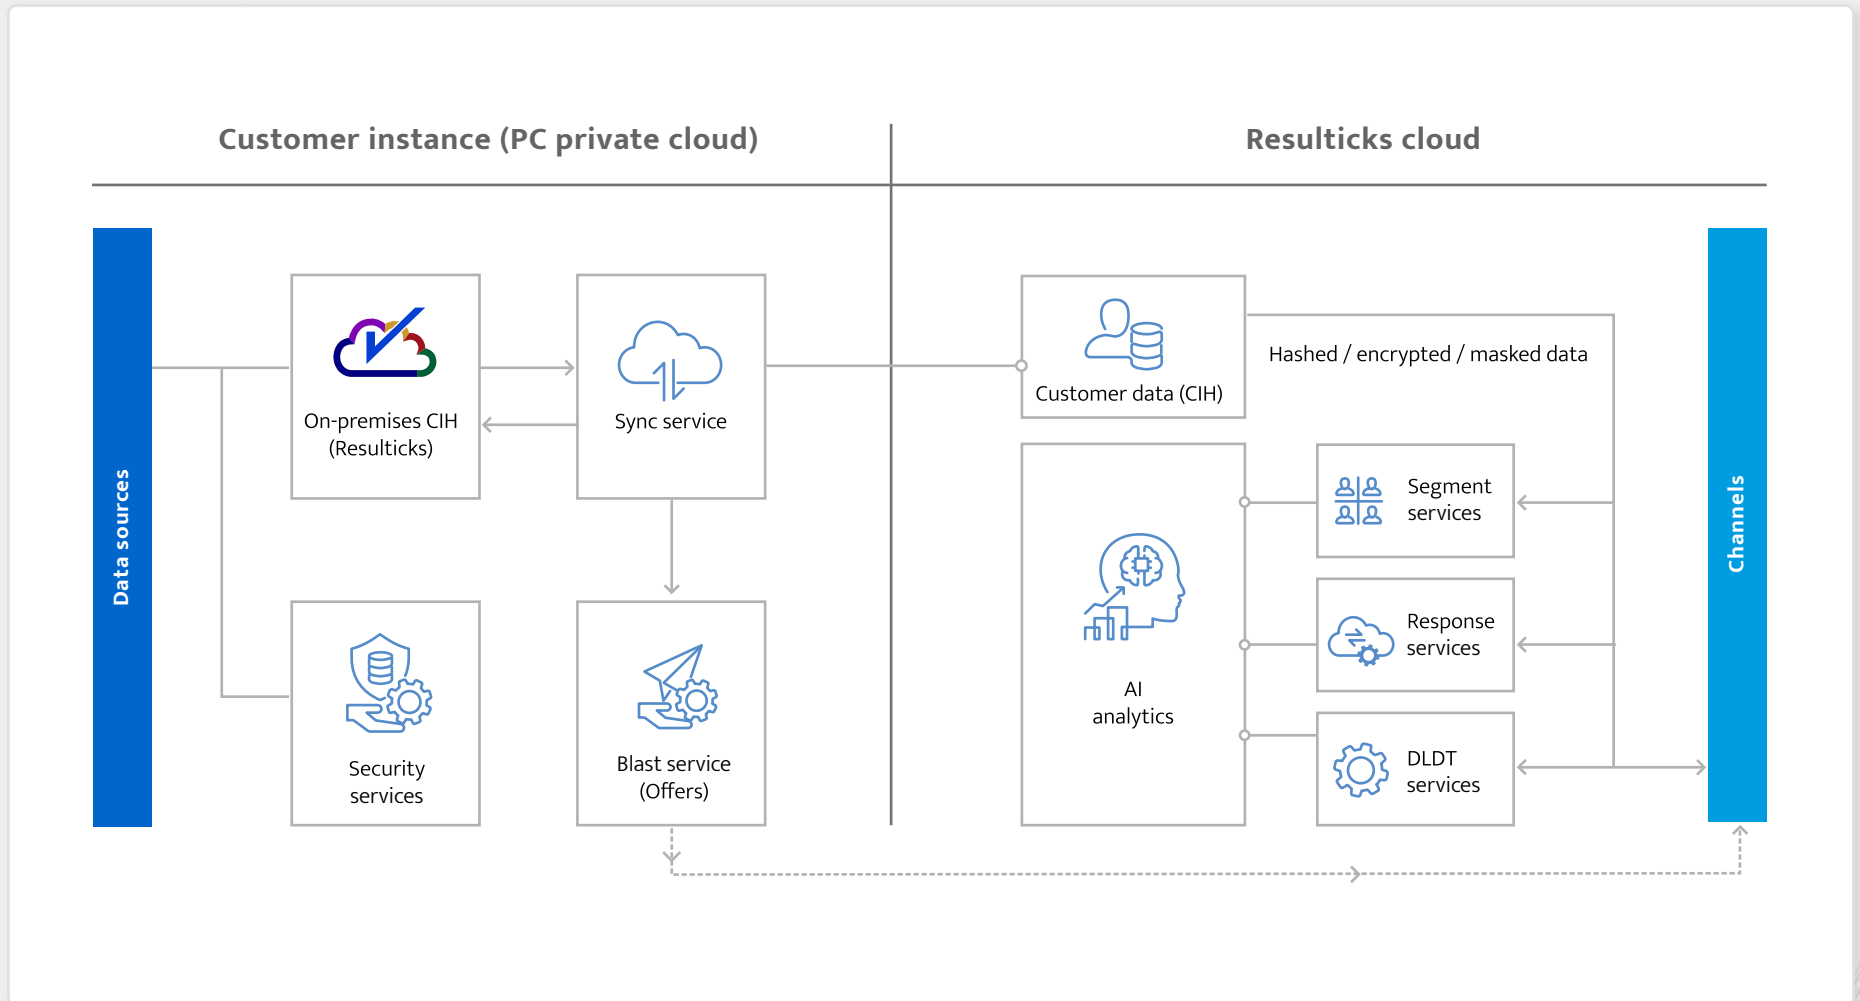 Customer instance (PC private cloud)
Resulticks cloud
Data sources
On-premises CIH
(Resulticks)
Sync service
Security
services
Blast service
(Offers)
Customer data (CIH)
Hashed / encrypted / masked data
AI
analytics
Segment
services
Response
services
DLDT
services
Channels